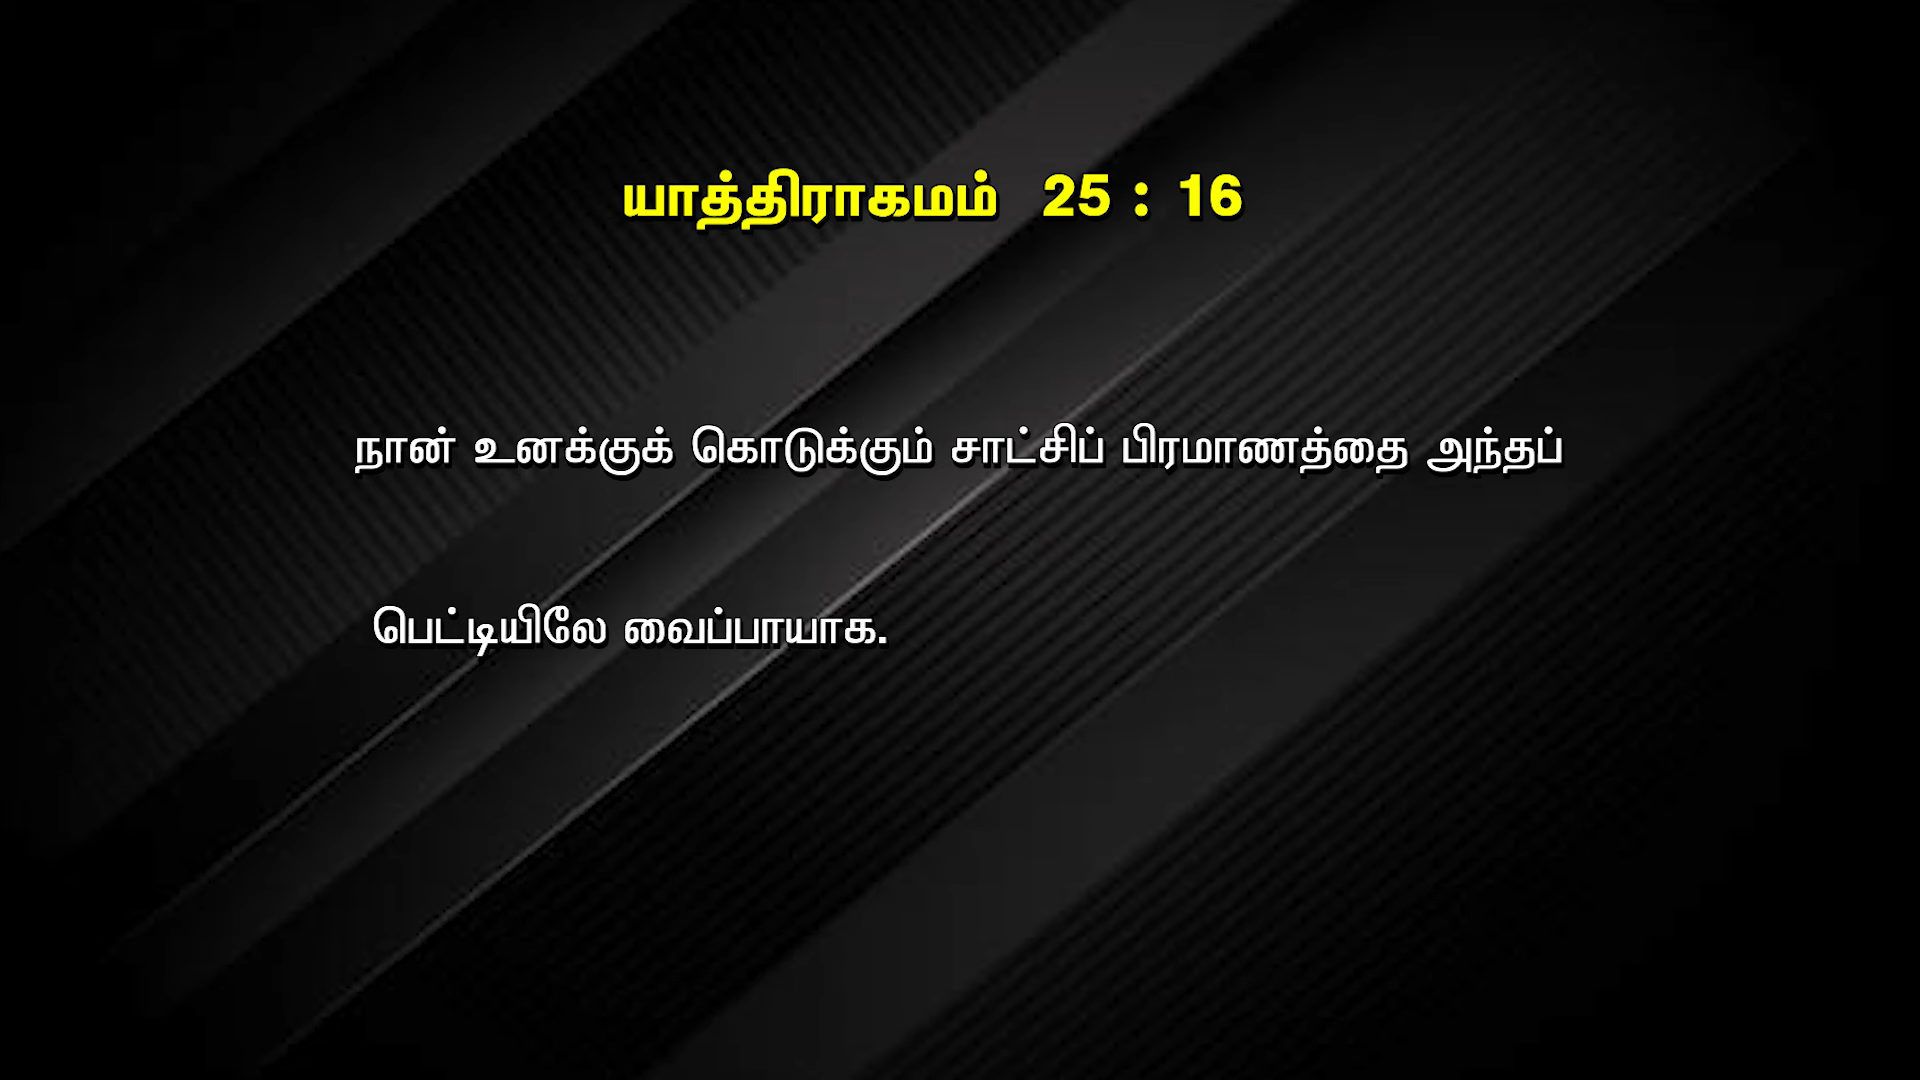 யாத்திராகமம் 25 : 16
நான் உனக்குக் கொடுக்கும் சாட்சிப் பிரமாணத்தை அந்தப்
பெட்டியிலே வைப்பாயாக.